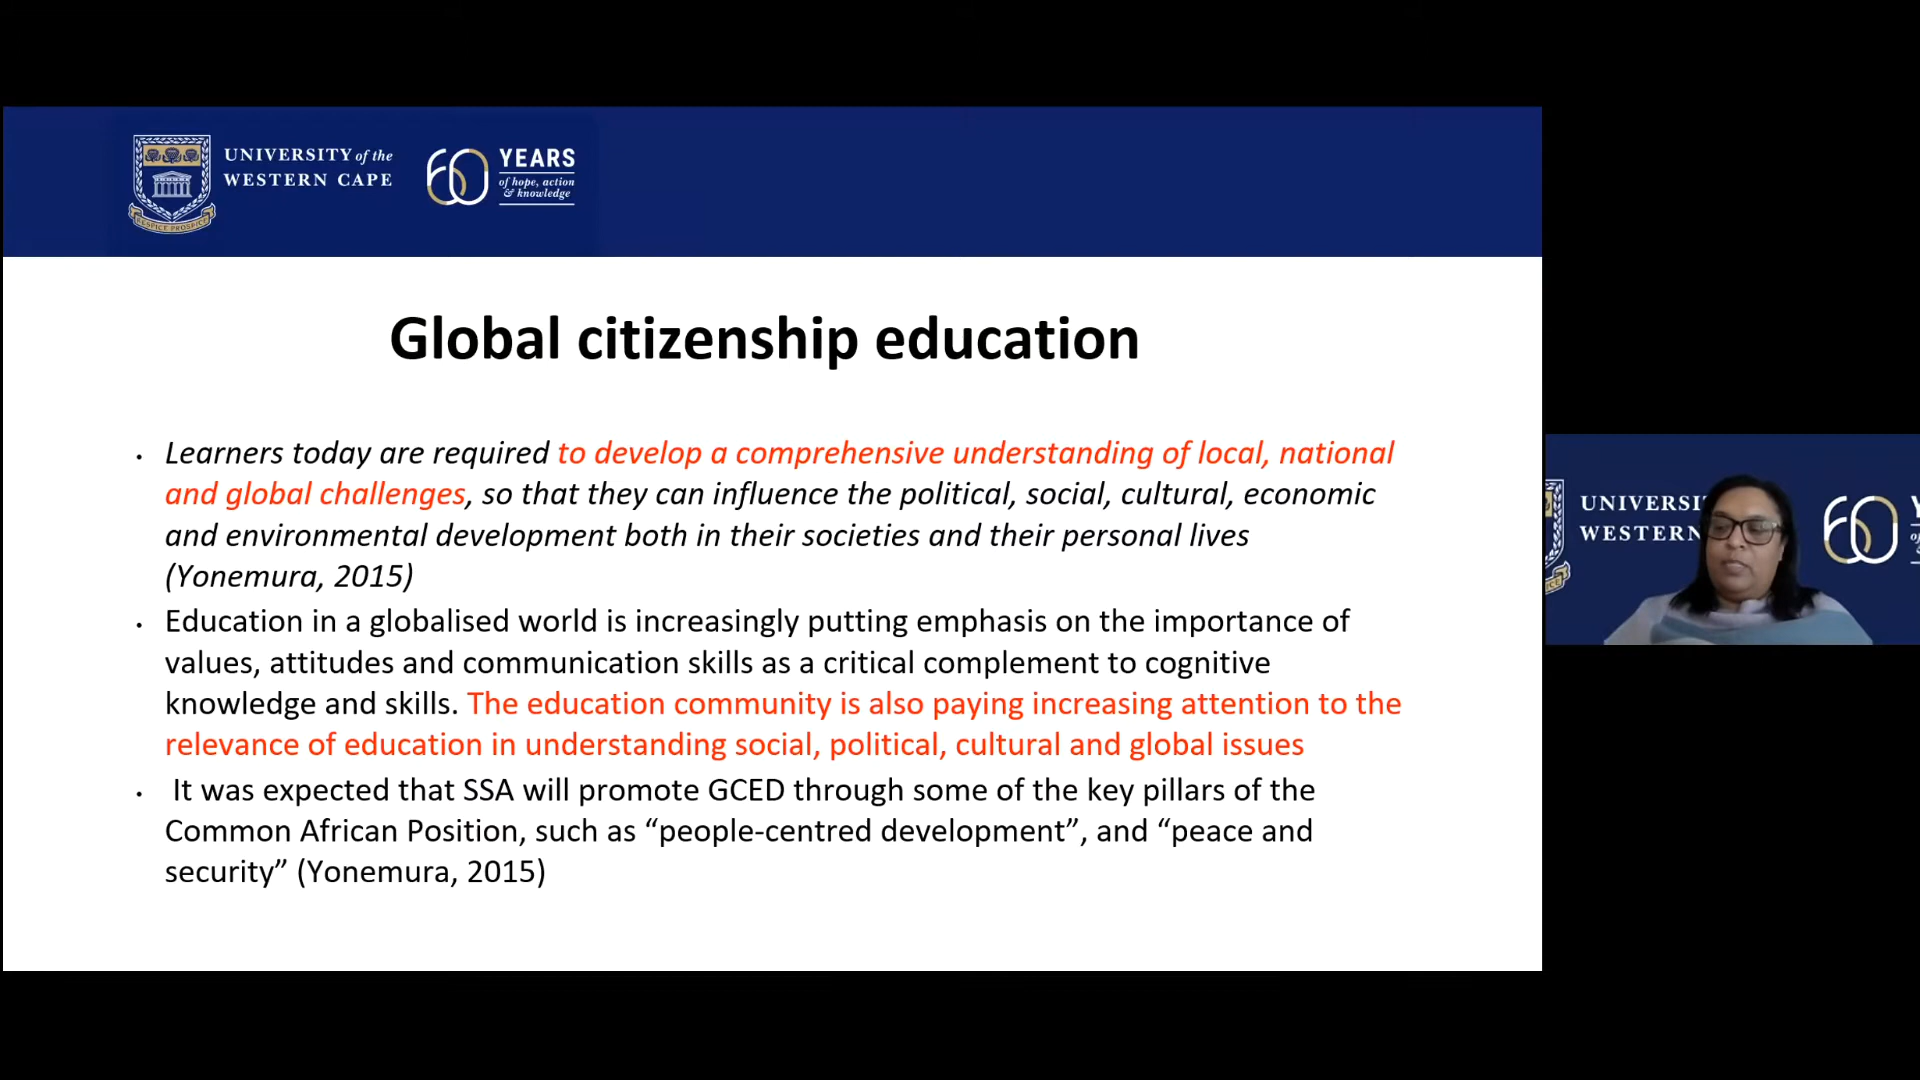 UNIVERSITY of the
WESTERN CAPE
RESPICE PROSPICE
60 YEARS
of hope, action
& knowledge
Global citizenship education
• Learners today are required to develop a comprehensive understanding of local, national
and global challenges, so that they can influence the political, social, cultural, economic
and environmental development both in their societies and their personal lives
(Yonemura, 2015)
• Education in a globalised world is increasingly putting emphasis on the importance of
values, attitudes and communication skills as a critical complement to cognitive
knowledge and skills. The education community is also paying increasing attention to the
relevance of education in understanding social, political, cultural and global issues
• It was expected that SSA will promote GCED through some of the key pillars of the
Common African Position, such as “people-centred development”, and “peace and
security” (Yonemura, 2015)
UNIVERSI
WESTERN
60 Y